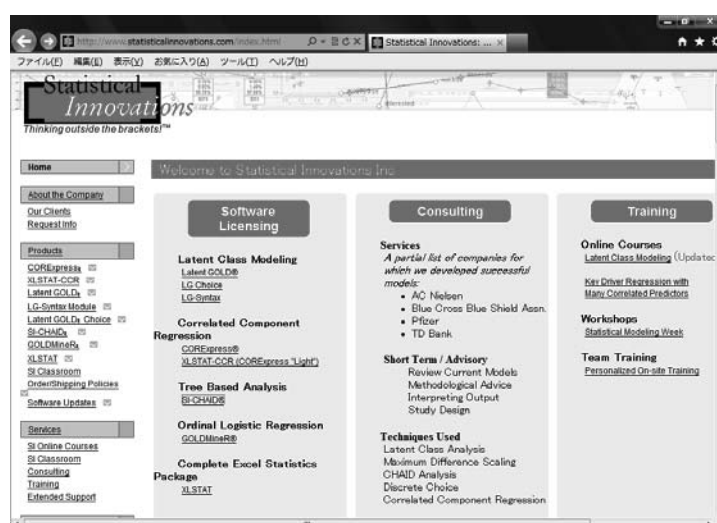 http://www.statisticalinnovations.com/index.html
Statistical Innovations: ...
ファイル(F) 編集(E) 表示(V) お気に入り(A) ツール(T) ヘルプ(H)
Statistical
Innovations
Thinking outside the brackets!™
Home
About the Company
Our Clients
Request Info
Products
CORExpress®
XLSTAT-CCR
Latent GOLD®
LG-Syntax Module
Latent GOLD® Choice
SI-CHAID®
GOLDMineR®
XLSTAT
SI Classroom
Order/Shipping Policies
Software Updates
Services
SI Online Courses
SI Classroom
Consulting
Training
Extended Support
Welcome to Statistical Innovations Inc
Software
Licensing
Latent Class Modeling
Latent GOLD®
LG Choice
LG-Syntax
Correlated Component
Regression
CORExpress®
XLSTAT-CCR (CORExpress "Light")
Tree Based Analysis
SI-CHAID®
Ordinal Logistic Regression
GOLDMineR®
Complete Excel Statistics
Package
XLSTAT
Consulting
Services
A partial list of companies for
which we developed successful
models:
• AC Nielsen
• Blue Cross Blue Shield Assn.
• Pfizer
• TD Bank
Short Term / Advisory
Review Current Models
Methodological Advice
Interpreting Output
Study Design
Techniques Used
Latent Class Analysis
Maximum Difference Scaling
CHAID Analysis
Discrete Choice
Correlated Component Regression
Training
Online Courses
Latent Class Modeling (Updated
Key Driver Regression with
Many Correlated Predictors
Workshops
Statistical Modeling Week
Team Training
Personalized On-site Training